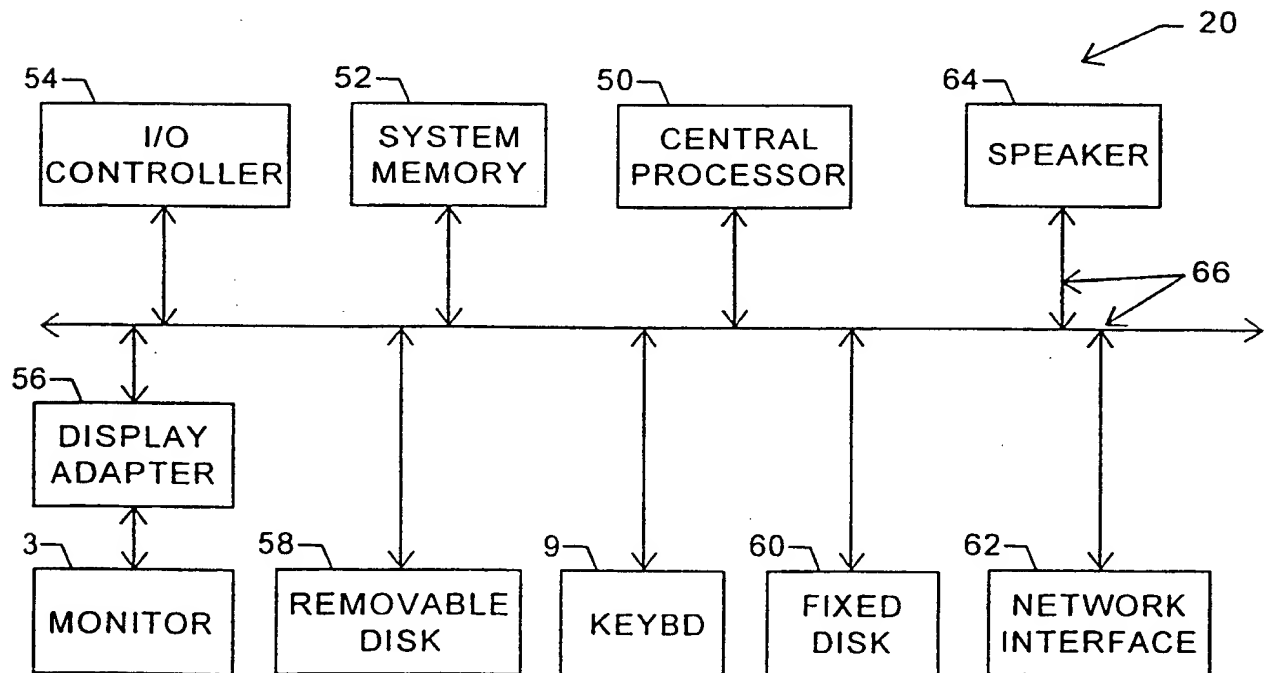 20
54
52
50
64
I/O
CONTROLLER
SYSTEM
MEMORY
CENTRAL
PROCESSOR
SPEAKER
66
56
DISPLAY
ADAPTER
3
58
9
60
62
MONITOR
REMOVABLE
DISK
KEYBD
FIXED
DISK
NETWORK
INTERFACE